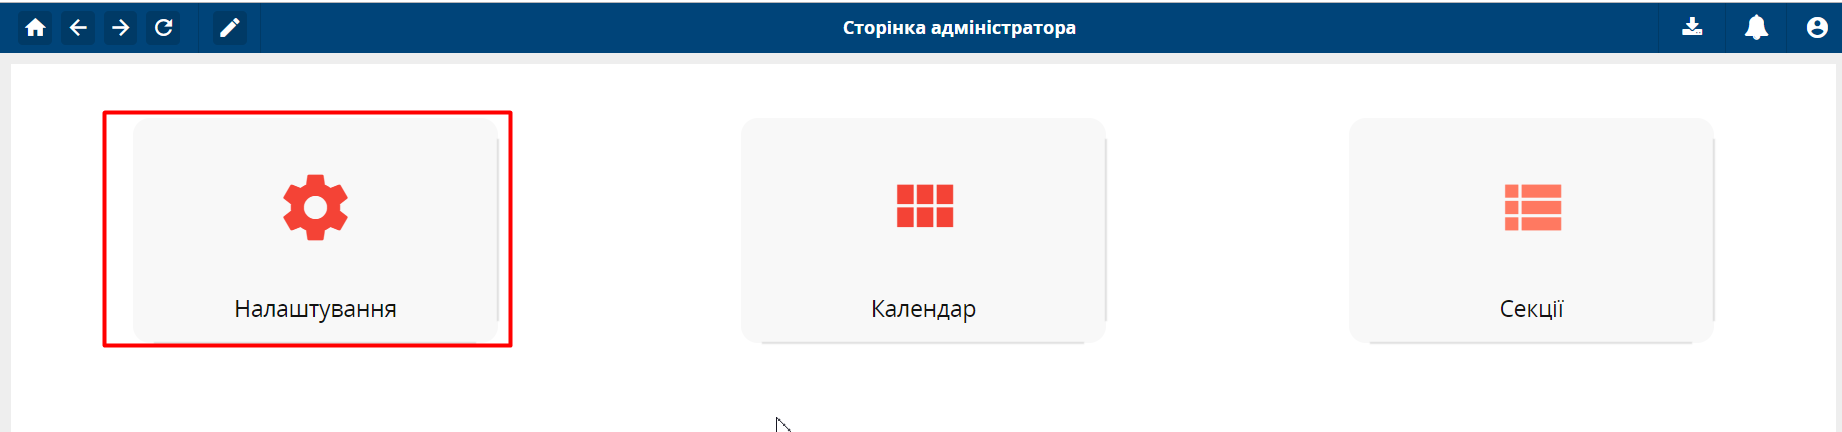 Сторінка адміністратора
Налаштування
Календар
Секції